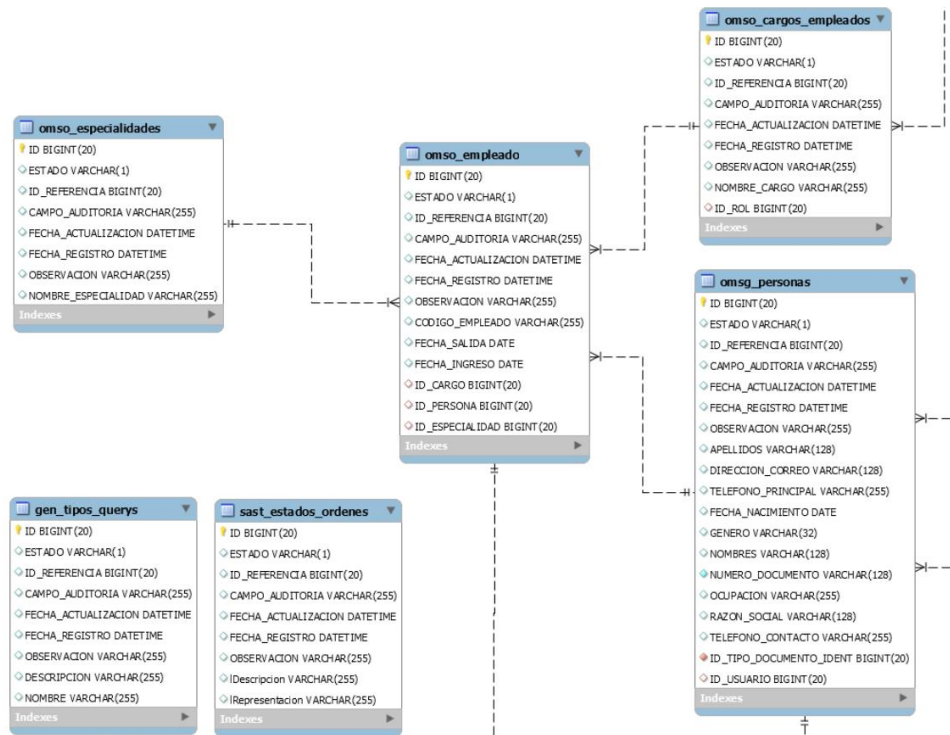 omso_especialidades
ID BIGINT(20)
ESTADO VARCHAR(1)
ID_REFERENCIA BIGINT(20)
CAMPO_AUDITORIA VARCHAR(255)
FECHA_ACTUALIZACION DATETIME
FECHA_REGISTRO DATETIME
OBSERVACION VARCHAR(255)
NOMBRE_ESPECIALIDAD VARCHAR(255)
Indexes
omso_empleado
ID BIGINT(20)
ESTADO VARCHAR(1)
ID_REFERENCIA BIGINT(20)
CAMPO_AUDITORIA VARCHAR(255)
FECHA_ACTUALIZACION DATETIME
FECHA_REGISTRO DATETIME
OBSERVACION VARCHAR(255)
CODIGO_EMPLEADO VARCHAR(255)
FECHA_SALIDA DATE
FECHA_INGRESO DATE
ID_CARGO BIGINT(20)
ID_PERSONA BIGINT(20)
ID_ESPECIALIDAD BIGINT(20)
Indexes
omso_cargos_empleados
ID BIGINT(20)
ESTADO VARCHAR(1)
ID_REFERENCIA BIGINT(20)
CAMPO_AUDITORIA VARCHAR(255)
FECHA_ACTUALIZACION DATETIME
FECHA_REGISTRO DATETIME
OBSERVACION VARCHAR(255)
NOMBRE_CARGO VARCHAR(255)
ID_ROL BIGINT(20)
Indexes
omsg_personas
ID BIGINT(20)
ESTADO VARCHAR(1)
ID_REFERENCIA BIGINT(20)
CAMPO_AUDITORIA VARCHAR(255)
FECHA_ACTUALIZACION DATETIME
FECHA_REGISTRO DATETIME
OBSERVACION VARCHAR(255)
APELLIDOS VARCHAR(128)
DIRECCION_CORREO VARCHAR(128)
TELEFONO_PRINCIPAL VARCHAR(255)
FECHA_NACIMIENTO DATE
GENERO VARCHAR(32)
NOMBRES VARCHAR(128)
NUMERO_DOCUMENTO VARCHAR(128)
OCUPACION VARCHAR(255)
RAZON_SOCIAL VARCHAR(128)
TELEFONO_CONTACTO VARCHAR(255)
ID_TIPO_DOCUMENTO_IDENT BIGINT(20)
ID_USUARIO BIGINT(20)
Indexes
gen_tipos_querys
ID BIGINT(20)
ESTADO VARCHAR(1)
ID_REFERENCIA BIGINT(20)
CAMPO_AUDITORIA VARCHAR(255)
FECHA_ACTUALIZACION DATETIME
FECHA_REGISTRO DATETIME
OBSERVACION VARCHAR(255)
DESCRIPCION VARCHAR(255)
NOMBRE VARCHAR(255)
Indexes
sast_estados_ordenes
ID BIGINT(20)
ESTADO VARCHAR(1)
ID_REFERENCIA BIGINT(20)
CAMPO_AUDITORIA VARCHAR(255)
FECHA_ACTUALIZACION DATETIME
FECHA_REGISTRO DATETIME
OBSERVACION VARCHAR(255)
lDescripcion VARCHAR(255)
lRepresentacion VARCHAR(255)
Indexes